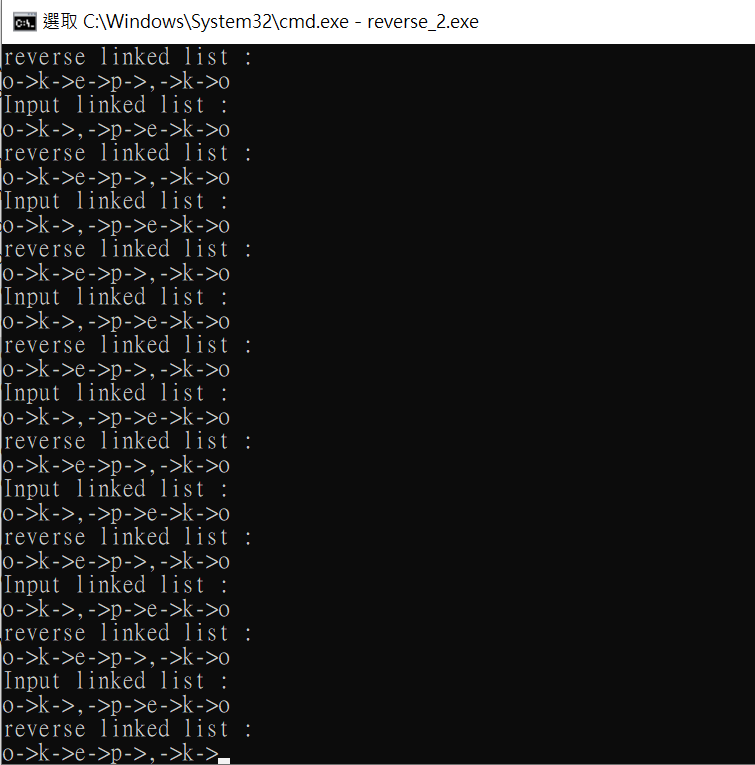 選取 C:\Windows\System32\cmd.exe - reverse_2.exe
reverse linked list :
o->k->e->p->,->k->o
Input linked list :
o->k->,->p->e->k->o
reverse linked list :
o->k->e->p->,->k->o
Input linked list :
o->k->,->p->e->k->o
reverse linked list :
o->k->e->p->,->k->o
Input linked list :
o->k->,->p->e->k->o
reverse linked list :
o->k->e->p->,->k->o
Input linked list :
o->k->,->p->e->k->o
reverse linked list :
o->k->e->p->,->k->o
Input linked list :
o->k->,->p->e->k->o
reverse linked list :
o->k->e->p->,->k->o
Input linked list :
o->k->,->p->e->k->o
reverse linked list :
o->k->e->p->,->k->o
Input linked list :
o->k->,->p->e->k->o
reverse linked list :
o->k->e->p->,->k->